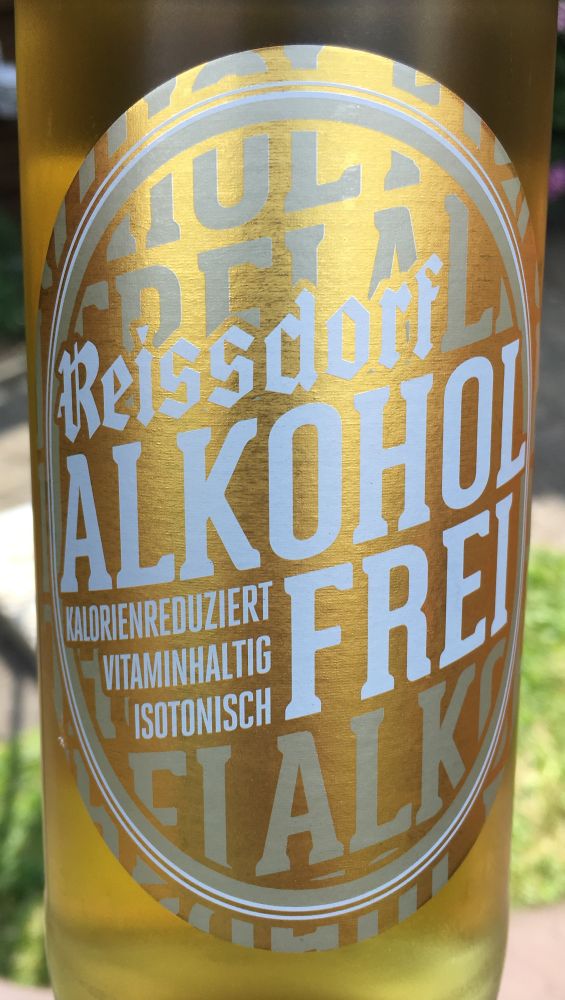 Reissdorf
ALKOHOL
FREI
KALORIENREDUZIERT
VITAMINHALTIG
ISOTONISCH